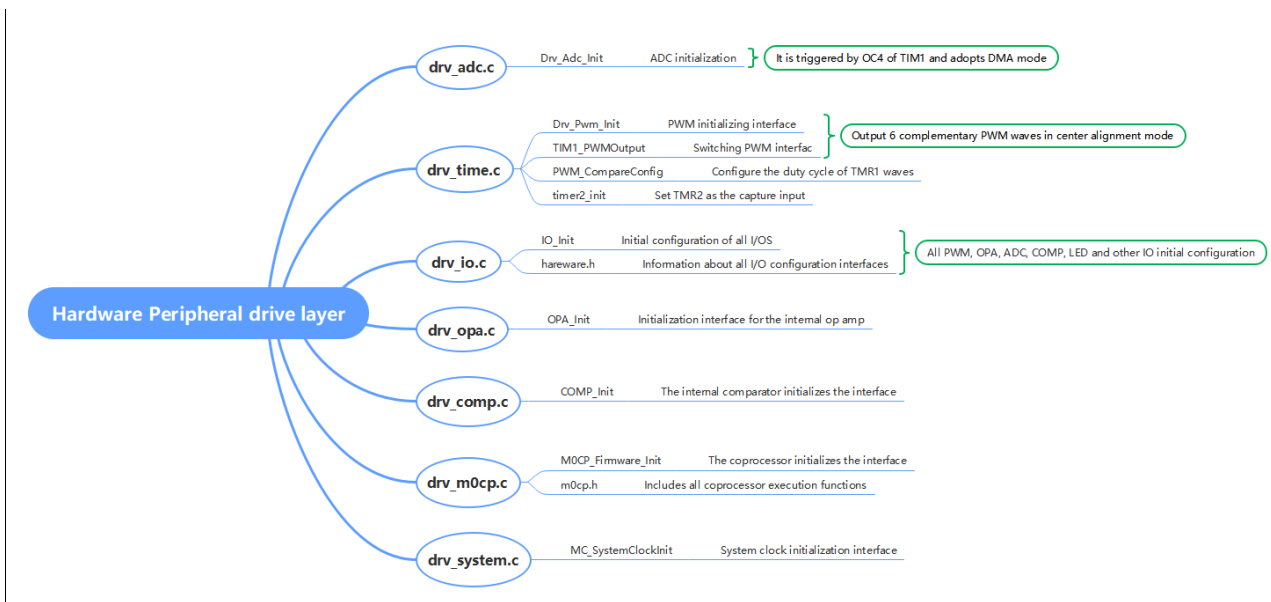 Hardware Peripheral drive layer
drv_adc.c
Drv_Adc_Init ADC initialization
It is triggered by OC4 of TIM1 and adopts DMA mode
drv_time.c
Drv_Pwm_Init PWM initializing interface
TIM1_PWMOutput Switching PWM interfac
Output 6 complementary PWM waves in center alignment mode
PWM_CompareConfig Configure the duty cycle of TMR1 waves
timer2_init Set TMR2 as the capture input
drv_io.c
IO_Init Initial configuration of all I/OS
hareware.h Information about all I/O configuration interfaces
All PWM, OPA, ADC, COMP, LED and other IO initial configuration
drv_opa.c
OPA_Init Initialization interface for the internal op amp
drv_comp.c
COMP_Init The internal comparator initializes the interface
drv_m0cp.c
M0CP_Firmware_Init The coprocessor initializes the interface
m0cp.h Includes all coprocessor execution functions
drv_system.c
MC_SystemClockInit System clock initialization interface